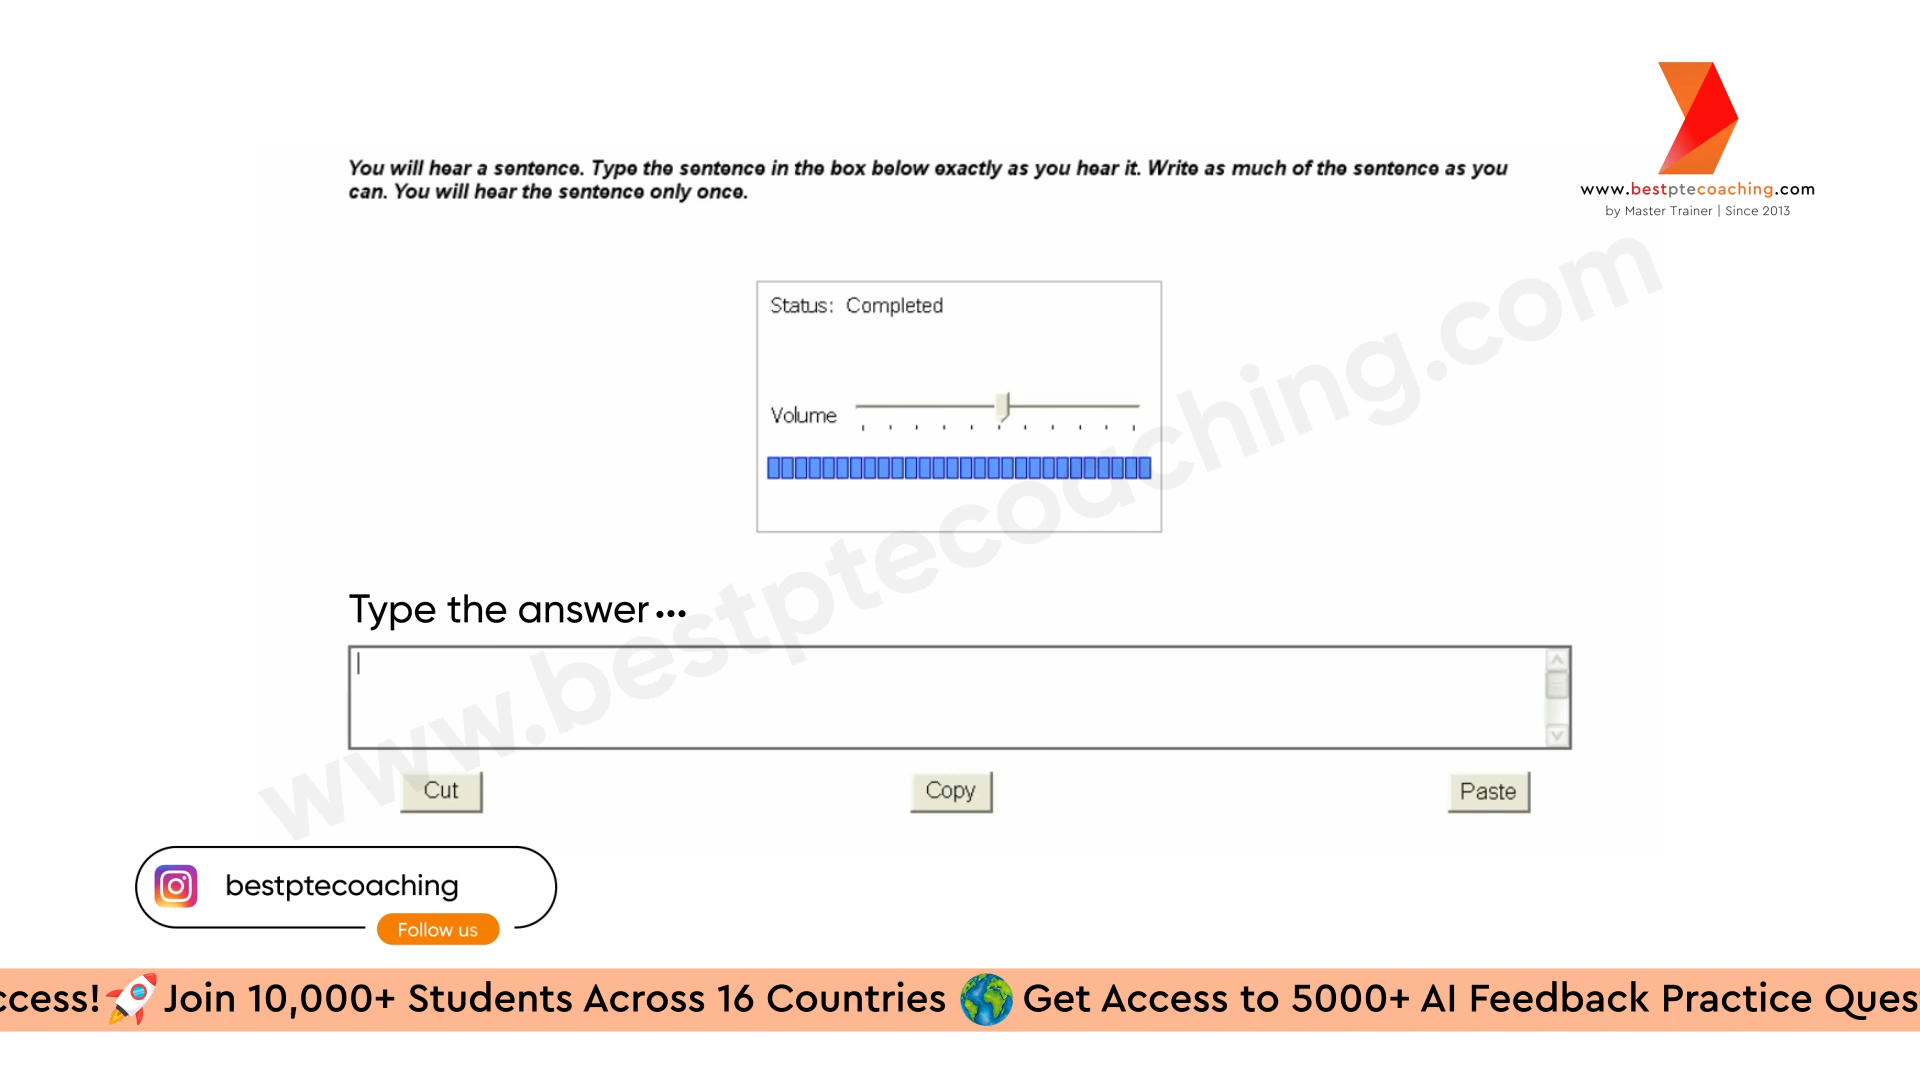 You will hear a sentence. Type the sentence in the box below exactly as you hear it. Write as much of the sentence as you
can. You will hear the sentence only once.
www.bestptecoaching.com
by Master Trainer | Since 2013
Status: Completed
Volume
www.bestptecoaching.com
Type the answer...
Cut
Copy
Paste
bestptecoaching
Follow us
ccess!🚀Join 10,000+ Students Across 16 Countries 🌍 Get Access to 5000+ AI Feedback Practice Ques